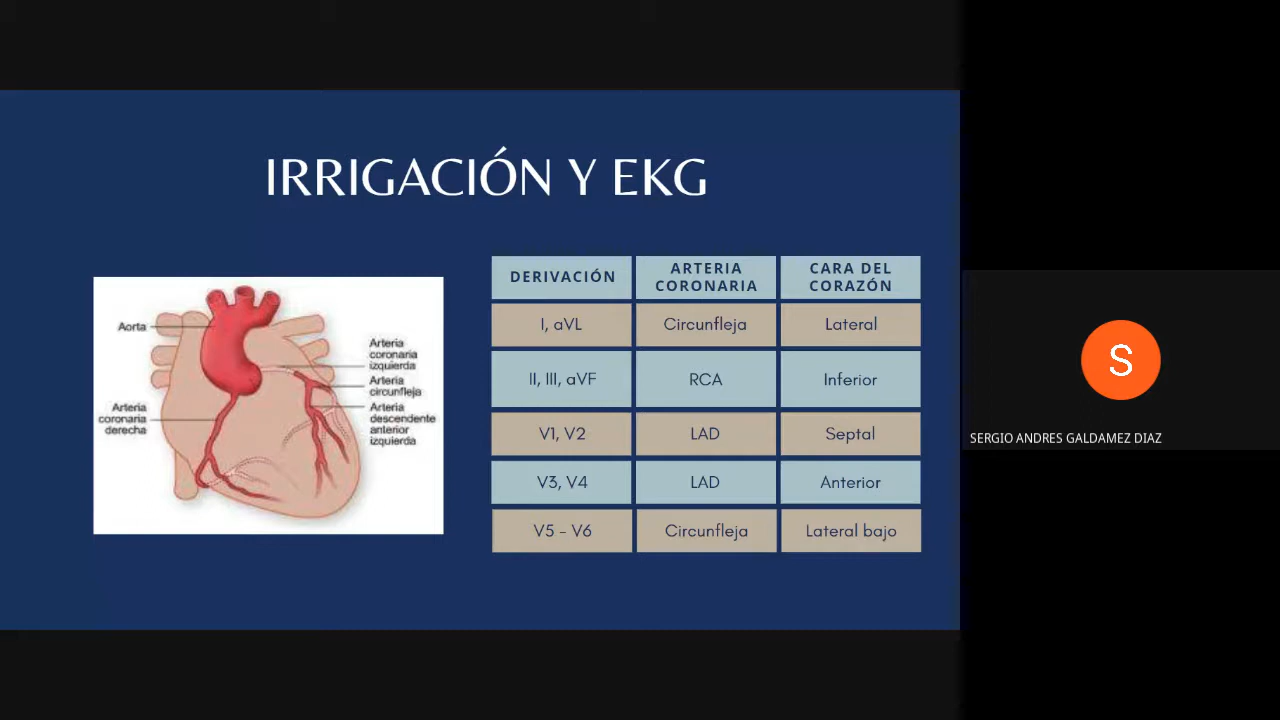 IRRIGACIÓN Y EKG
Aorta
Arteria
coronaria
izquierda
Arteria
circunfleja
Arteria
descendente
anterior
izquierda
Arteria
coronaria
derecha
DERIVACIÓN
ARTERIA
CORONARIA
CARA DEL
CORAZÓN
I, aVL
Circunfleja
Lateral
II, III, aVF
RCA
Inferior
V1, V2
LAD
Septal
V3, V4
LAD
Anterior
V5 - V6
Circunfleja
Lateral bajo
S
SERGIO ANDRES GALDAMEZ DIAZ